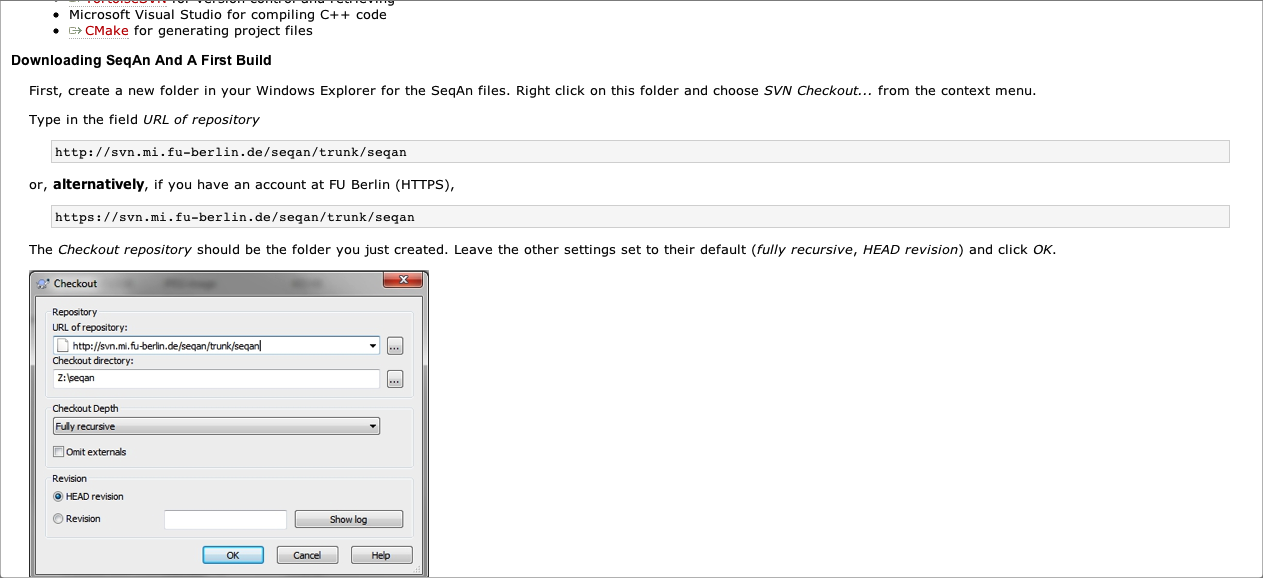 TortoiseSVN for version control and retrieving
Microsoft Visual Studio for compiling C++ code
CMake for generating project files
Downloading SeqAn And A First Build
First, create a new folder in your Windows Explorer for the SeqAn files. Right click on this folder and choose SVN Checkout... from the context menu.
Type in the field URL of repository
http://svn.mi.fu-berlin.de/seqan/trunk/seqan
or, alternatively, if you have an account at FU Berlin (HTTPS),
https://svn.mi.fu-berlin.de/seqan/trunk/seqan
The Checkout repository should be the folder you just created. Leave the other settings set to their default (fully recursive, HEAD revision) and click OK.
Checkout
Repository
URL of repository:
http://svn.mi.fu-berlin.de/seqan/trunk/seqan
...
Checkout directory:
Z:\seqan
...
Checkout Depth
Fully recursive
Omit externals
Revision
HEAD revision
Revision
Show log
OK Cancel Help